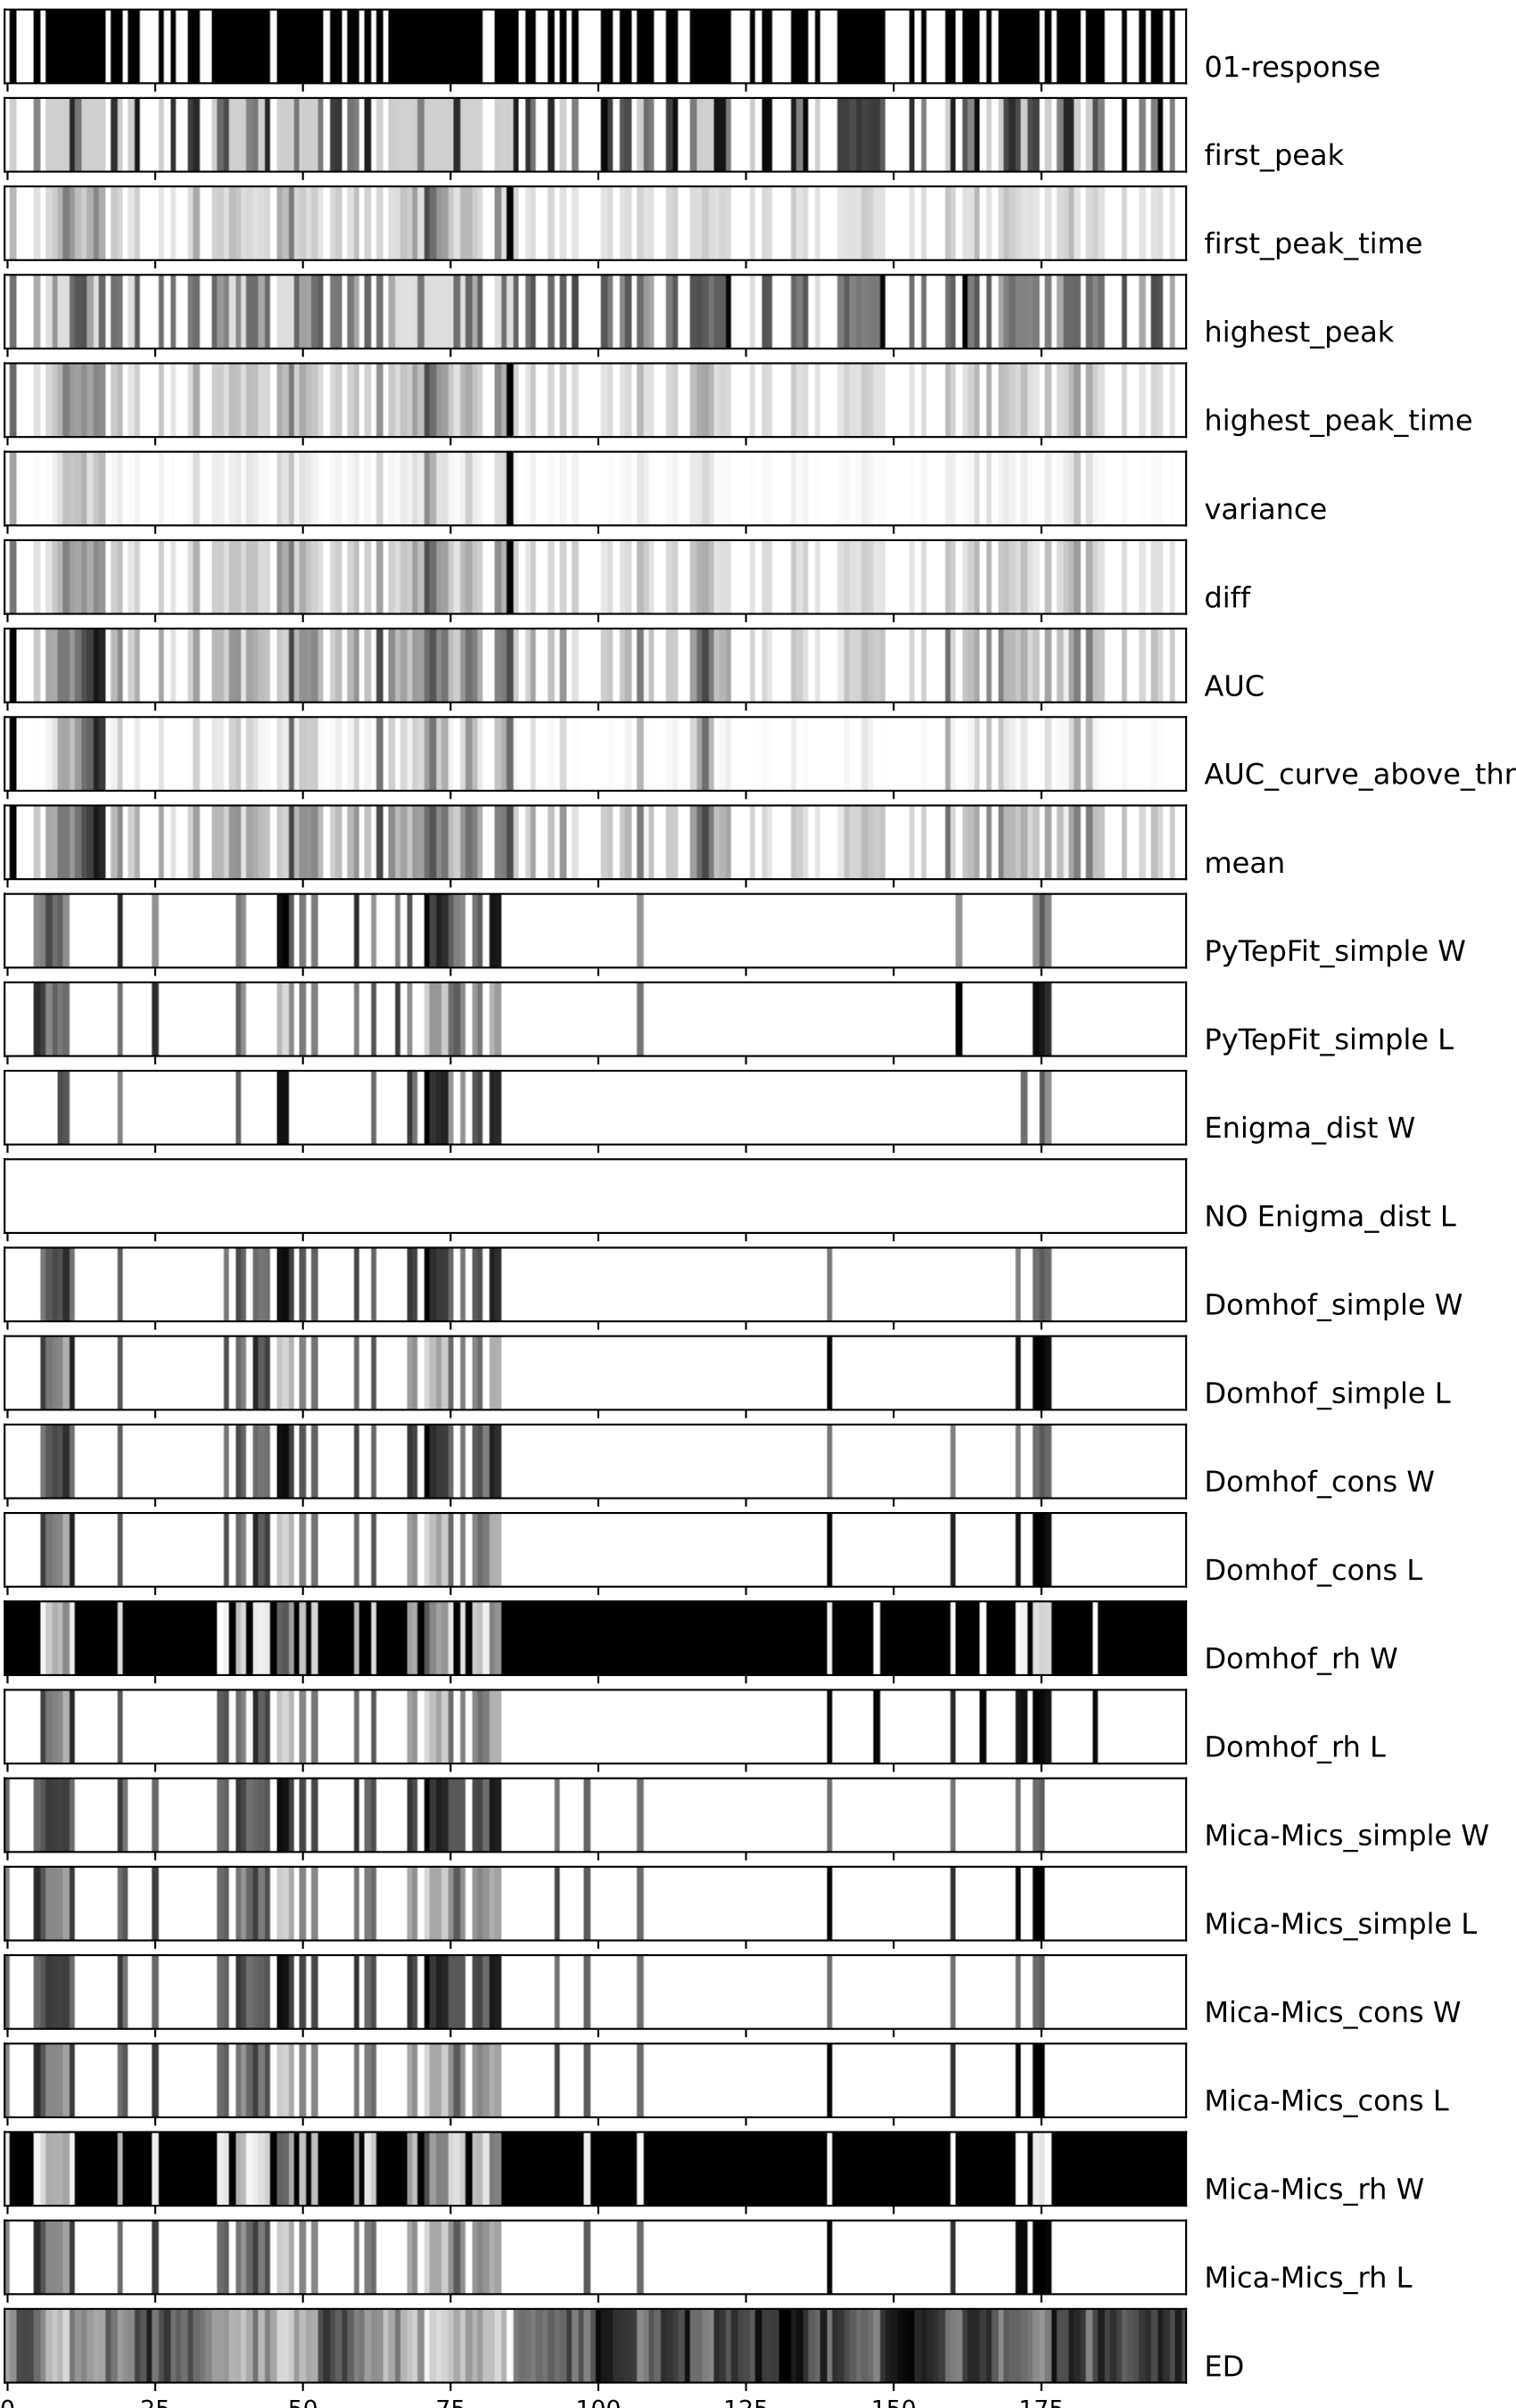 01-response
first_peak
first_peak_time
highest_peak
highest_peak_time
variance
diff
AUC
AUC_curve_above_thr
mean
PyTepFit_simple W
PyTepFit_simple L
Enigma_dist W
NO Enigma_dist L
Domhof_simple W
Domhof_simple L
Domhof_cons W
Domhof_cons L
Domhof_rh W
Domhof_rh L
Mica-Mics_simple W
Mica-Mics_simple L
Mica-Mics_cons W
Mica-Mics_cons L
Mica-Mics_rh W
Mica-Mics_rh L
ED
0 25 50 75 100 125 150 175